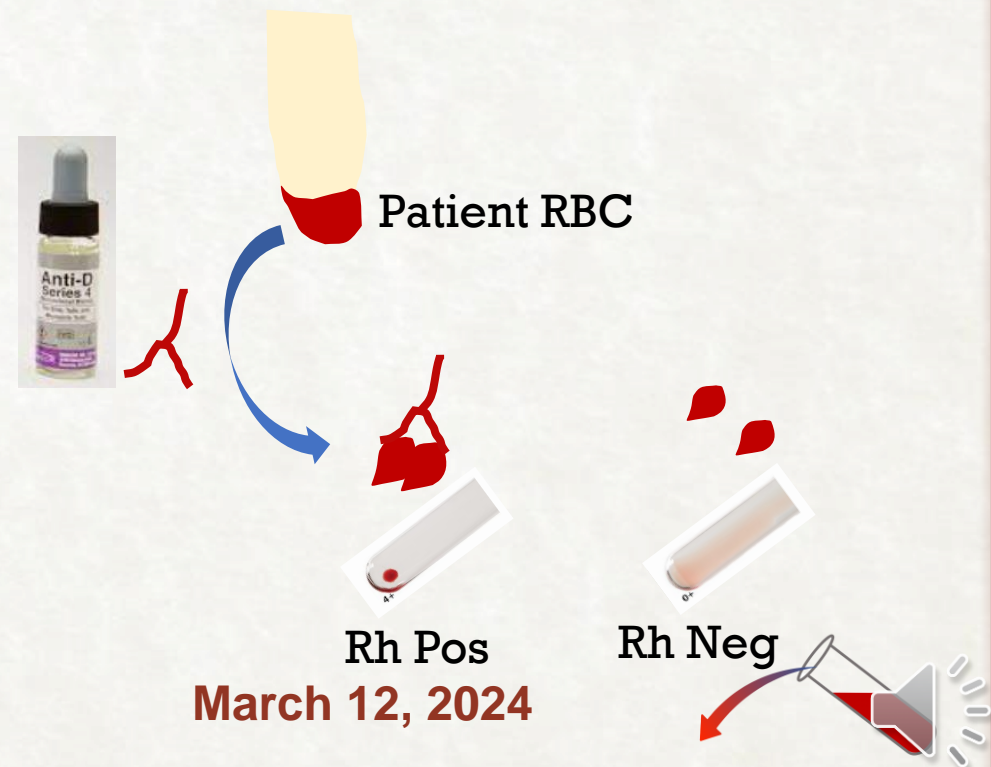 Patient RBC
Anti-D
Series 4
4+
0+
Rh Pos
Rh Neg
March 12, 2024